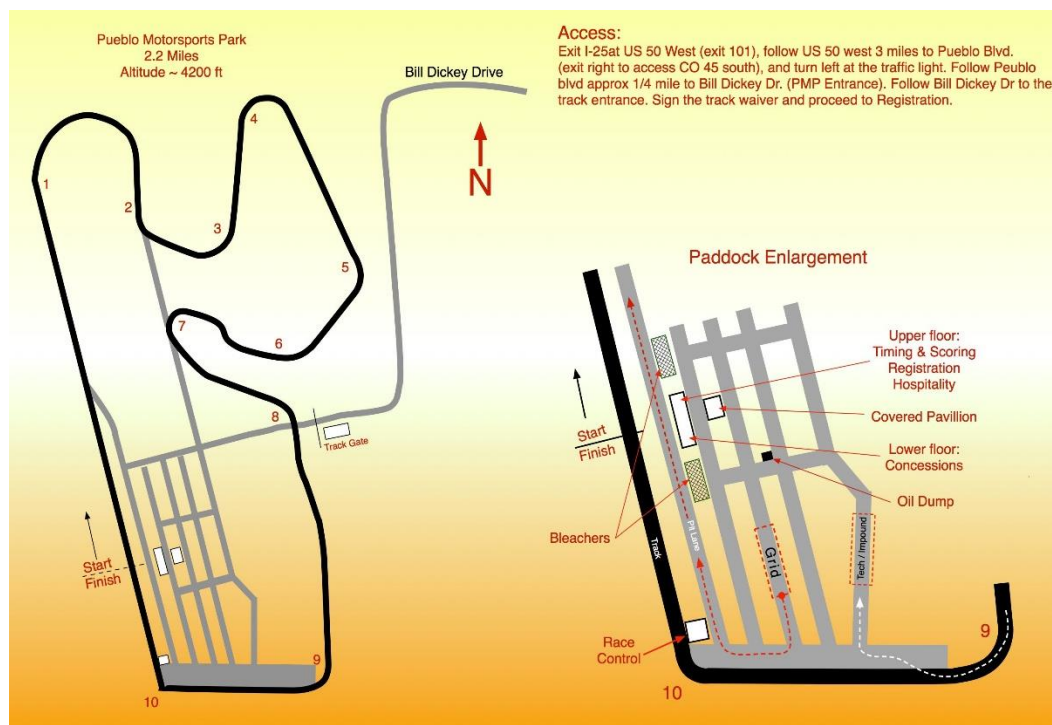 Pueblo Motorsports Park
2.2 Miles
Altitude ~ 4200 ft
Access:
Exit I-25at US 50 West (exit 101), follow US 50 west 3 miles to Pueblo Blvd.
(exit right to access CO 45 south), and turn left at the traffic light. Follow Peublo
blvd approx 1/4 mile to Bill Dickey Dr. (PMP Entrance). Follow Bill Dickey Dr to the
track entrance. Sign the track waiver and proceed to Registration.
Bill Dickey Drive
N
1
2
3
4
5
6
7
8
Track Gate
Start
Finish
9
10
Paddock Enlargement
Upper floor:
Timing & Scoring
Registration
Hospitality
Covered Pavillion
Lower floor:
Concessions
Oil Dump
Start
Finish
Bleachers
Track
Pit Lane
Grid
Tech / Impound
Race
Control
9
10